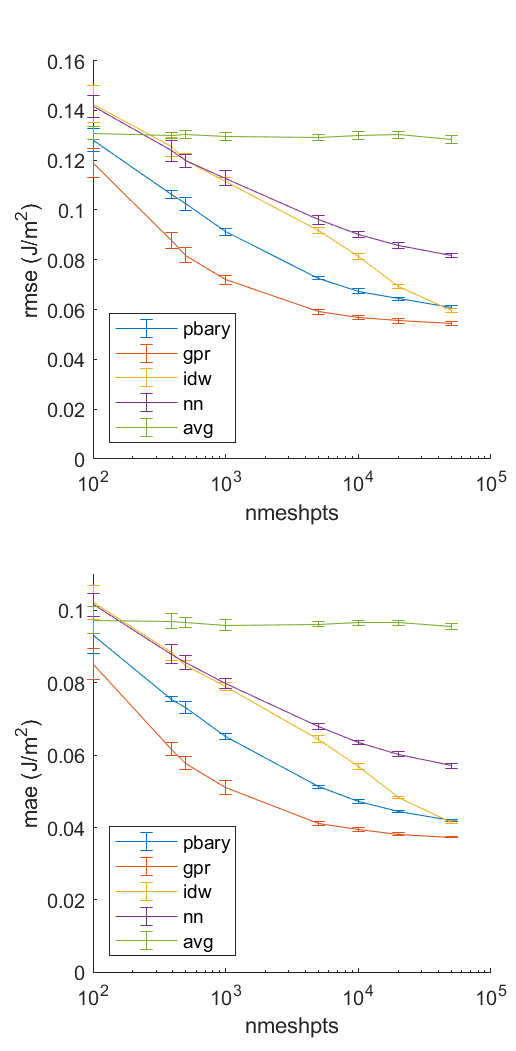 0.16
0.14
0.12
0.1
0.08
0.06
0.04
0.02
0
rmse (J/m²)
pbary
gpr
idw
nn
avg
10² 10³ 10⁴ 10⁵
nmeshpts
0.1
0.08
0.06
0.04
0.02
0
mae (J/m²)
pbary
gpr
idw
nn
avg
10² 10³ 10⁴ 10⁵
nmeshpts